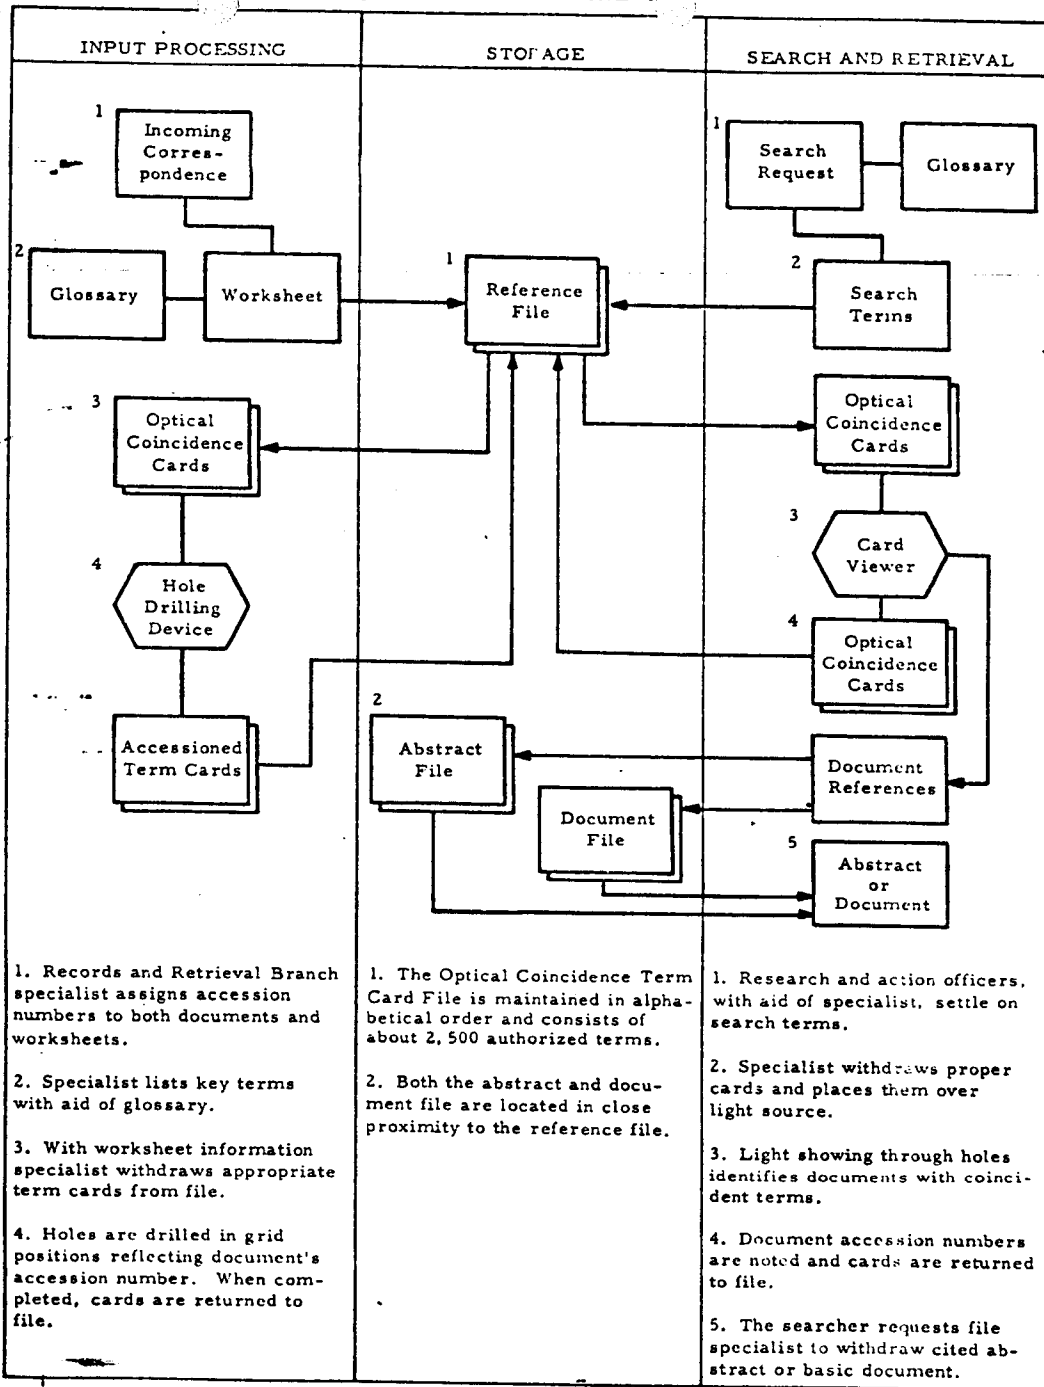 INPUT PROCESSING
STORAGE
SEARCH AND RETRIEVAL
1
Incoming
Corres-
pondence
2
Glossary
Worksheet
3
Optical
Coincidence
Cards
4
Hole
Drilling
Device
Accessioned
Term Cards
1
Reference
File
2
Abstract
File
Document
File
1
Search
Request
Glossary
2
Search
Terms
Optical
Coincidence
Cards
3
Card
Viewer
4
Optical
Coincidence
Cards
Document
References
5
Abstract
or
Document
1. Records and Retrieval Branch
specialist assigns accession
numbers to both documents and
worksheets.
2. Specialist lists key terms
with aid of glossary.
3. With worksheet information
specialist withdraws appropriate
term cards from file.
4. Holes are drilled in grid
positions reflecting document's
accession number. When com-
pleted, cards are returned to
file.
1. The Optical Coincidence Term
Card File is maintained in alpha-
betical order and consists of
about 2,500 authorized terms.
2. Both the abstract and docu-
ment file are located in close
proximity to the reference file.
1. Research and action officers,
with aid of specialist, settle on
search terms.
2. Specialist withdraws proper
cards and places them over
light source.
3. Light showing through holes
identifies documents with coinci-
dent terms.
4. Document accession numbers
are noted and cards are returned
to file.
5. The searcher requests file
specialist to withdraw cited ab-
stract or basic document.